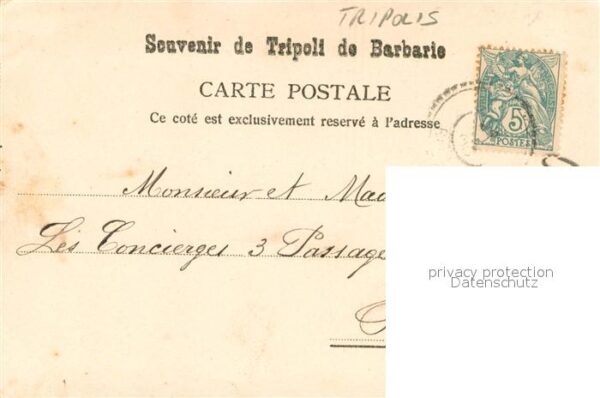 TRIPOLIS
Souvenir de Tripoli de Barbarie
CARTE POSTALE
Ce coté est exclusivement reservé à l'adresse
5c
POSTES
Monsieur et Mad
Les Concierges 3 Passage
privacy protection
Datenschutz